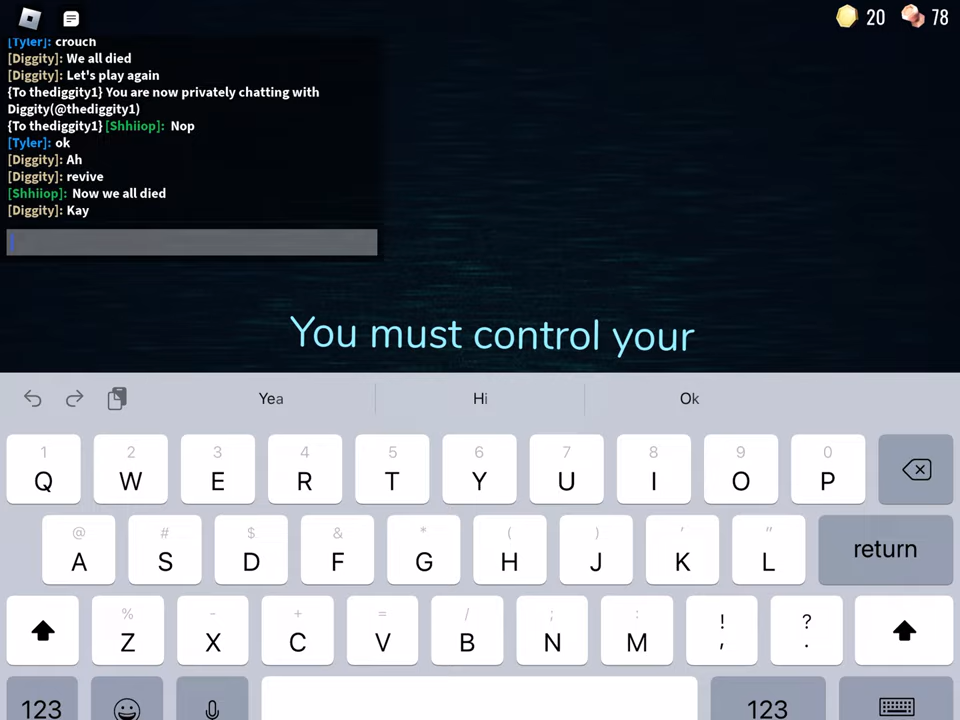 20 78
[Tyler]: crouch
[Diggity]: We all died
[Diggity]: Let's play again
{To thediggity1} You are now privately chatting with
Diggity(@thediggity1)
{To thediggity1} [Shhiiop]: Nop
[Tyler]: ok
[Diggity]: Ah
[Diggity]: revive
[Shhiiop]: Now we all died
[Diggity]: Kay
You must control your
Yea Hi Ok
1 2 3 4 5 6 7 8 9 0
Q W E R T Y U I O P
@ # $ & * ( ) ' "
A S D F G H J K L return
% - + = / ; : ! ?
Z X C V B N M , .
123 123